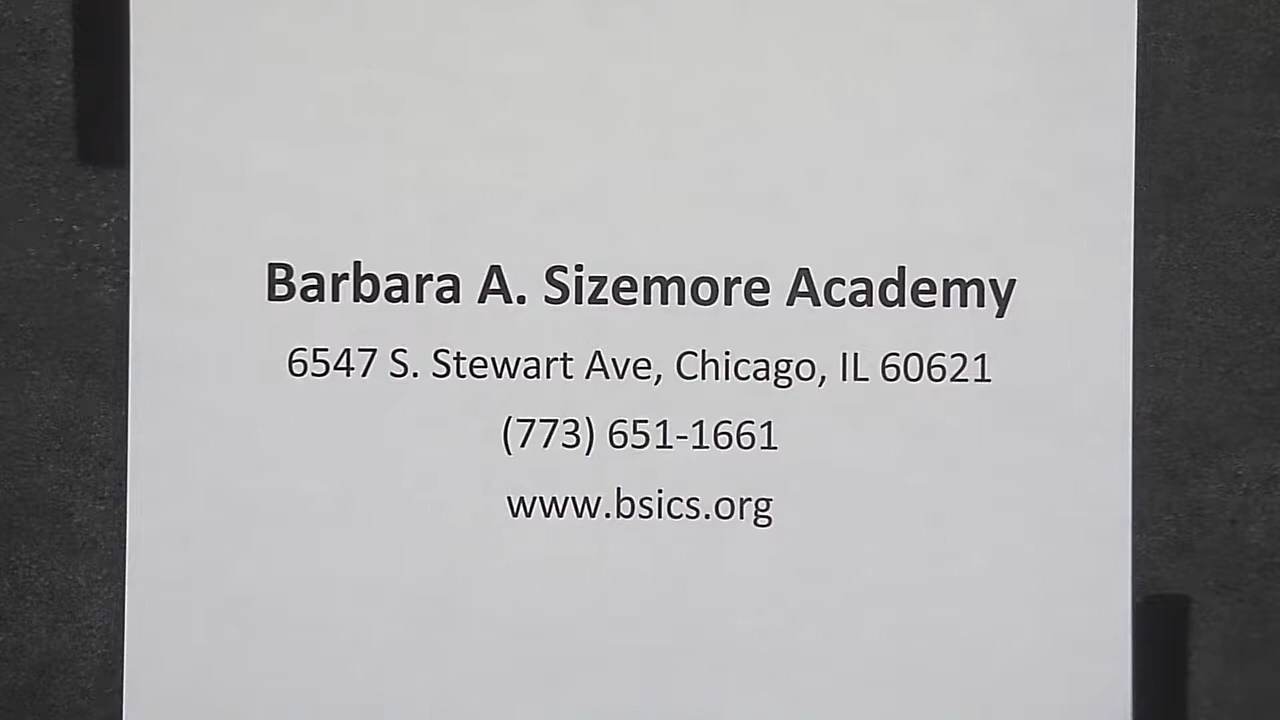 Barbara A. Sizemore Academy
6547 S. Stewart Ave, Chicago, IL 60621
(773) 651-1661
www.bsics.org